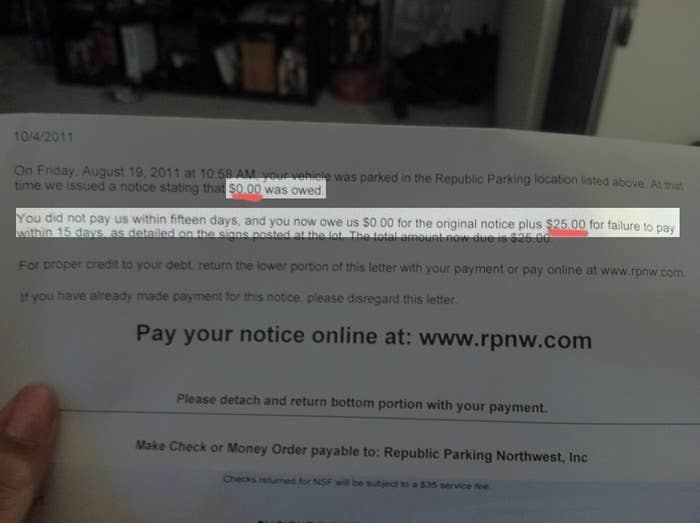 10/4/2011
On Friday, August 19, 2011 at 10:58 AM, your vehicle was parked in the Republic Parking location listed above. At that
time we issued a notice stating that $0.00 was owed.
You did not pay us within fifteen days, and you now owe us $0.00 for the original notice plus $25.00 for failure to pay
within 15 days, as detailed on the signs posted at the lot. The total amount now due is $25.00.
For proper credit to your debt, return the lower portion of this letter with your payment or pay online at www.rpnw.com.
If you have already made payment for this notice, please disregard this letter.
Pay your notice online at: www.rpnw.com
Please detach and return bottom portion with your payment.
Make Check or Money Order payable to: Republic Parking Northwest, Inc
Checks returned for NSF will be subject to a $35 service fee.